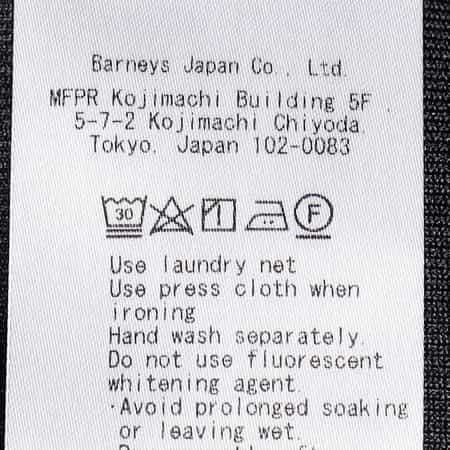 Barneys Japan Co., Ltd.
MFPR Kojimachi Building 5F
5-7-2 Kojimachi Chiyoda,
Tokyo, Japan 102-0083
30 F
Use laundry net
Use press cloth when
ironing
Hand wash separately.
Do not use fluorescent
whitening agent.
·Avoid prolonged soaking
or leaving wet.